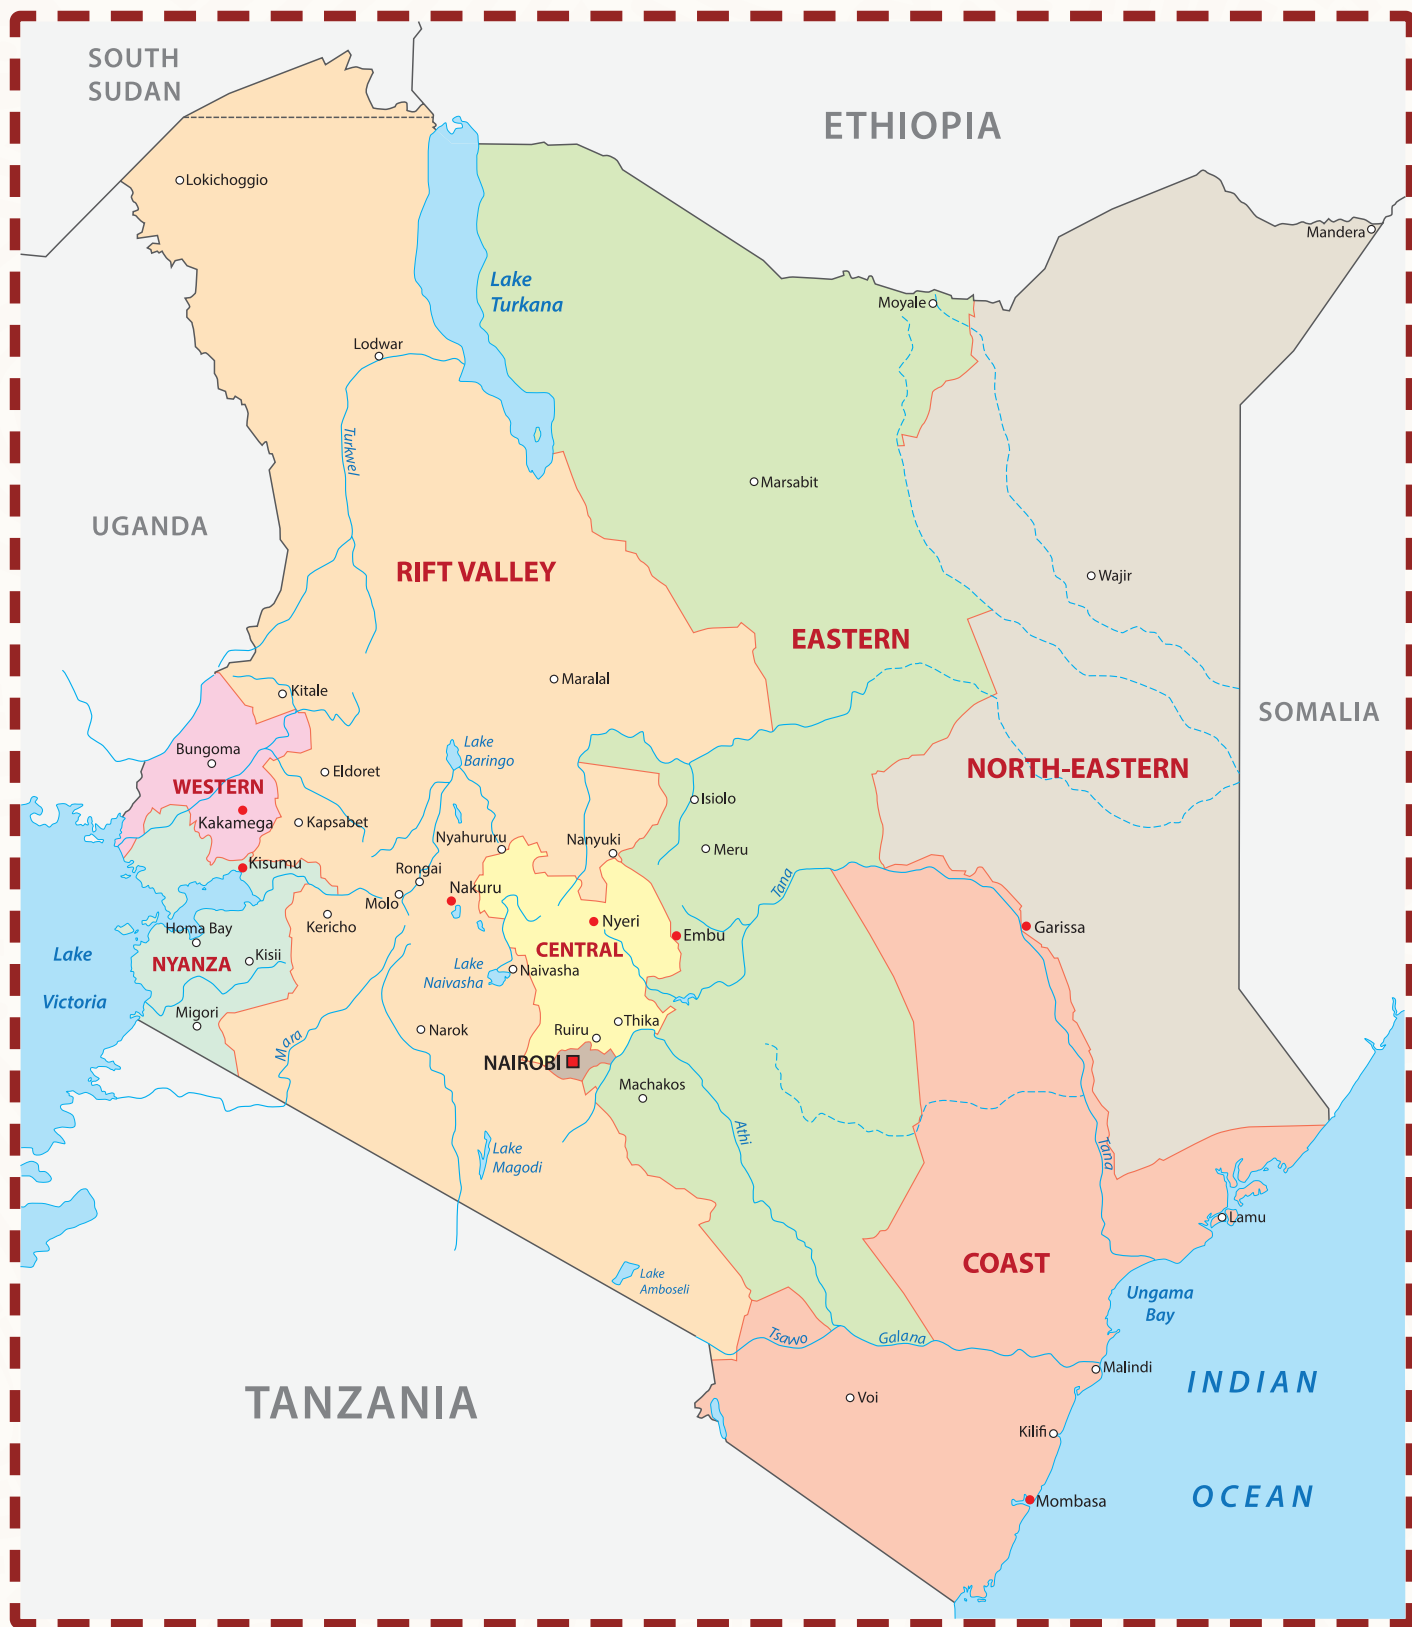 SOUTH
SUDAN
ETHIOPIA
Lokichoggio
Mandera
Lake
Turkana
Moyale
Lodwar
Turkwel
Marsabit
UGANDA
RIFT VALLEY
Wajir
EASTERN
Maralal
Kitale
SOMALIA
Bungoma
Lake
Baringo
Eldoret
NORTH-EASTERN
WESTERN
Isiolo
Kakamega
Kapsabet
Nyahururu
Nanyuki
Meru
Kisumu
Rongai
Nakuru
Tana
Molo
Kericho
Nyeri
Garissa
Homa Bay
Embu
CENTRAL
Lake
Victoria
Kisii
NYANZA
Lake
Naivasha
Naivasha
Migori
Thika
Narok
Ruiru
Mara
NAIROBI
Machakos
Athi
Lake
Magodi
Tana
Lamu
COAST
Lake
Amboseli
Ungama
Bay
Tsawo
Galana
Malindi
INDIAN
OCEAN
TANZANIA
Voi
Kilifi
Mombasa